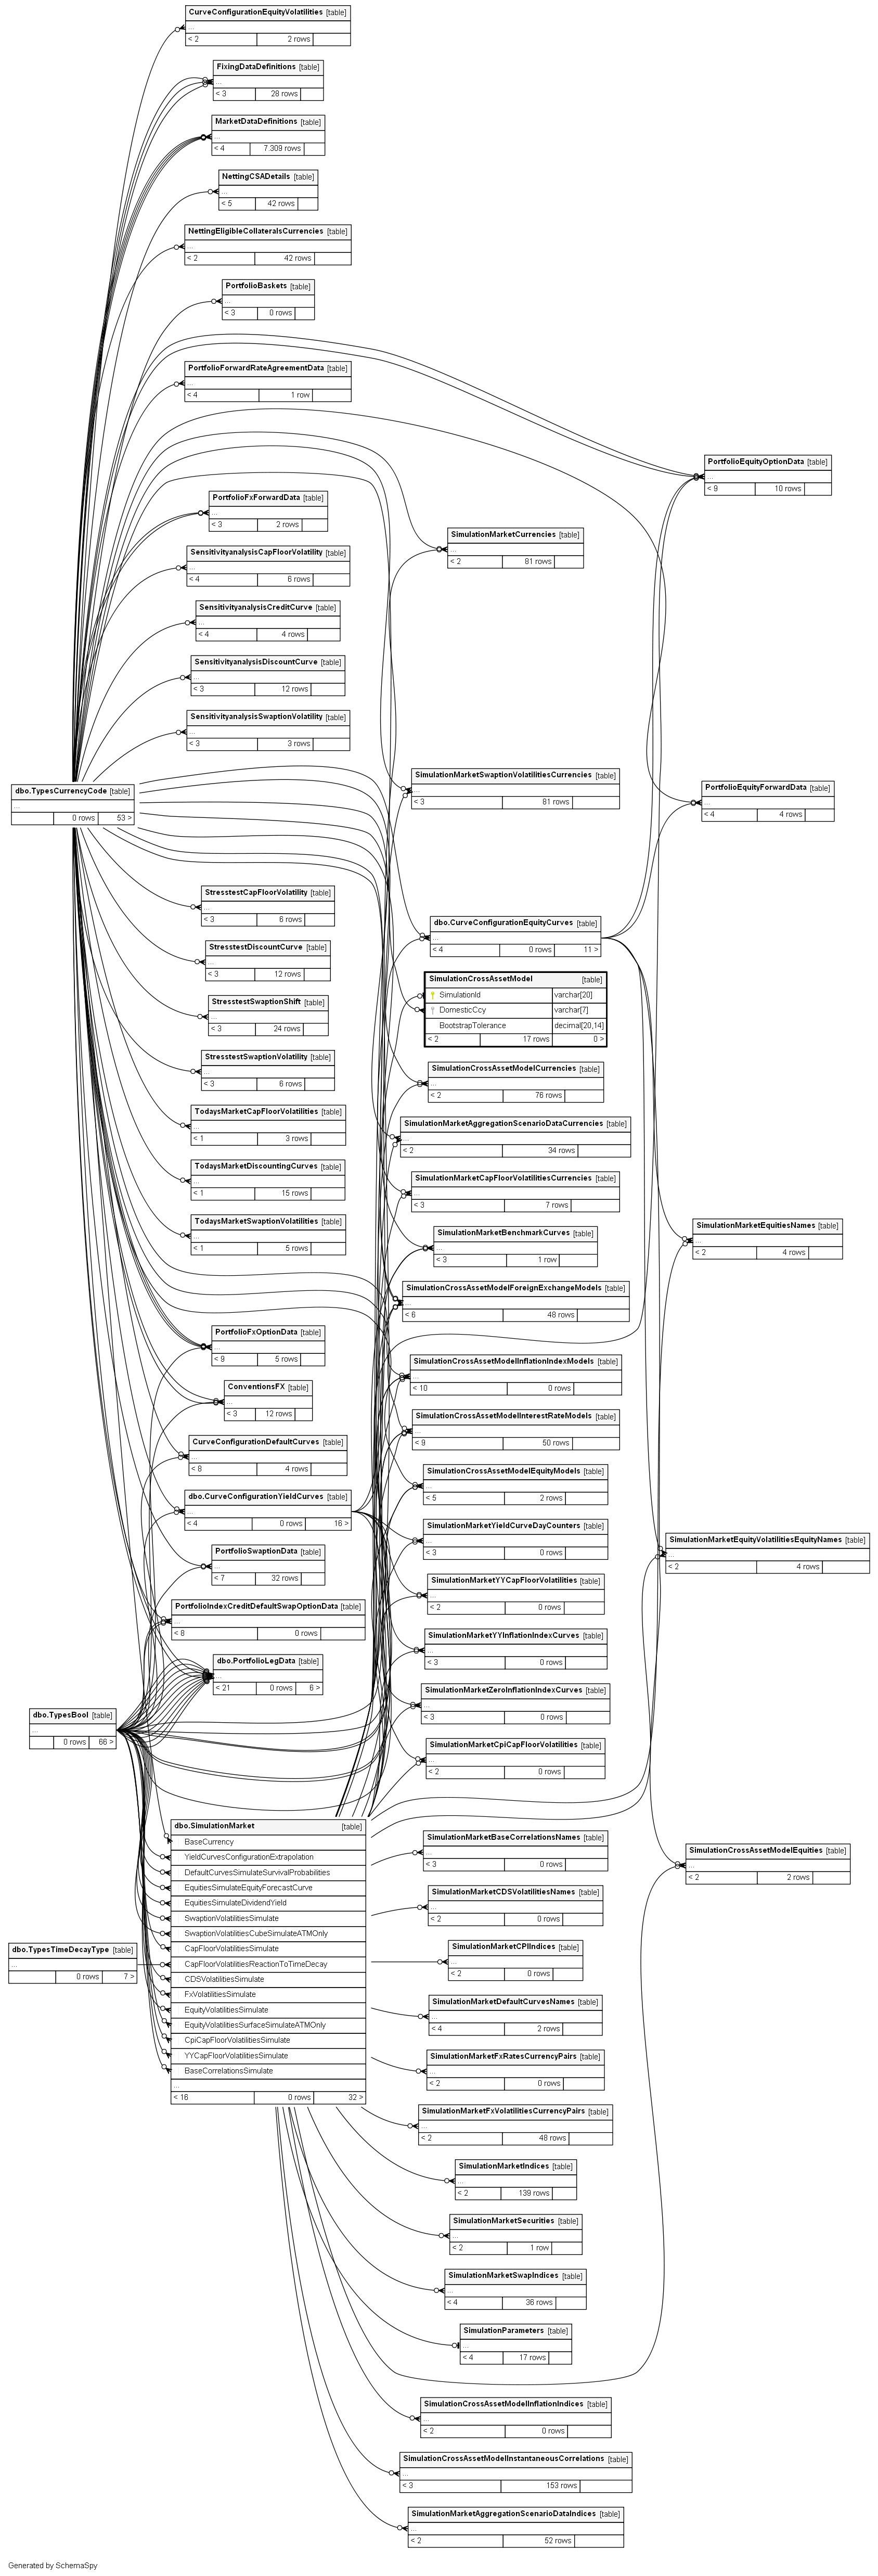 CurveConfigurationEquityVolatilities [table]
...
< 2 2 rows
FixingDataDefinitions [table]
...
< 3 28 rows
MarketDataDefinitions [table]
...
< 4 7.309 rows
NettingCSADetails [table]
...
< 5 42 rows
NettingEligibleCollateralsCurrencies [table]
...
< 2 42 rows
PortfolioBaskets [table]
...
< 3 0 rows
PortfolioForwardRateAgreementData [table]
...
< 4 1 row
PortfolioEquityOptionData [table]
...
< 9 10 rows
PortfolioFxForwardData [table]
...
< 3 2 rows
SimulationMarketCurrencies [table]
...
< 2 81 rows
SensitivityanalysisCapFloorVolatility [table]
...
< 4 6 rows
SensitivityanalysisCreditCurve [table]
...
< 4 4 rows
SensitivityanalysisDiscountCurve [table]
...
< 3 12 rows
SensitivityanalysisSwaptionVolatility [table]
...
< 3 3 rows
SimulationMarketSwaptionVolatilitiesCurrencies [table]
...
< 3 81 rows
PortfolioEquityForwardData [table]
...
< 4 4 rows
dbo.TypesCurrencyCode [table]
...
0 rows 53 >
StresstestCapFloorVolatility [table]
...
< 3 6 rows
dbo.CurveConfigurationEquityCurves [table]
...
< 4 0 rows 11 >
StresstestDiscountCurve [table]
...
< 3 12 rows
SimulationCrossAssetModel [table]
SimulationId varchar[20]
DomesticCcy varchar[7]
BootstrapTolerance decimal[20,14]
< 2 17 rows 0 >
StresstestSwaptionShift [table]
...
< 3 24 rows
StresstestSwaptionVolatility [table]
...
< 3 6 rows
SimulationCrossAssetModelCurrencies [table]
...
< 2 76 rows
TodaysMarketCapFloorVolatilities [table]
...
< 1 3 rows
SimulationMarketAggregationScenarioDataCurrencies [table]
...
< 2 34 rows
TodaysMarketDiscountingCurves [table]
...
< 1 15 rows
SimulationMarketCapFloorVolatilitiesCurrencies [table]
...
< 3 7 rows
TodaysMarketSwaptionVolatilities [table]
...
< 1 5 rows
SimulationMarketBenchmarkCurves [table]
...
< 3 1 row
SimulationMarketEquitiesNames [table]
...
< 2 4 rows
SimulationCrossAssetModelForeignExchangeModels [table]
...
< 6 48 rows
PortfolioFxOptionData [table]
...
< 9 5 rows
SimulationCrossAssetModelInflationIndexModels [table]
...
< 10 0 rows
ConventionsFX [table]
...
< 3 12 rows
SimulationCrossAssetModelInterestRateModels [table]
...
< 9 50 rows
CurveConfigurationDefaultCurves [table]
...
< 8 4 rows
SimulationCrossAssetModelEquityModels [table]
...
< 5 2 rows
dbo.CurveConfigurationYieldCurves [table]
...
< 4 0 rows 16 >
SimulationMarketYieldCurveDayCounters [table]
...
< 3 0 rows
SimulationMarketEquityVolatilitiesEquityNames [table]
...
< 2 4 rows
PortfolioSwaptionData [table]
...
< 7 32 rows
SimulationMarketYYCapFloorVolatilities [table]
...
< 2 0 rows
PortfolioIndexCreditDefaultSwapOptionData [table]
...
< 8 0 rows
SimulationMarketYYInflationIndexCurves [table]
...
< 3 0 rows
dbo.PortfolioLegData [table]
...
< 21 0 rows 6 >
SimulationMarketZeroInflationIndexCurves [table]
...
< 3 0 rows
dbo.TypesBool [table]
...
0 rows 66 >
SimulationMarketCpiCapFloorVolatilities [table]
...
< 2 0 rows
dbo.SimulationMarket [table]
BaseCurrency
YieldCurvesConfigurationExtrapolation
DefaultCurvesSimulateSurvivalProbabilities
EquitiesSimulateEquityForecastCurve
EquitiesSimulateDividendYield
SwaptionVolatilitiesSimulate
SwaptionVolatilitiesCubeSimulateATMOnly
CapFloorVolatilitiesSimulate
CapFloorVolatilitiesReactionToTimeDecay
CDSVolatilitiesSimulate
FxVolatilitiesSimulate
EquityVolatilitiesSimulate
EquityVolatilitiesSurfaceSimulateATMOnly
CpiCapFloorVolatilitiesSimulate
YYCapFloorVolatilitiesSimulate
BaseCorrelationsSimulate
...
< 16 0 rows 32 >
dbo.TypesTimeDecayType [table]
...
0 rows 7 >
SimulationMarketBaseCorrelationsNames [table]
...
< 3 0 rows
SimulationCrossAssetModelEquities [table]
...
< 2 2 rows
SimulationMarketCDSVolatilitiesNames [table]
...
< 2 0 rows
SimulationMarketCPIIndices [table]
...
< 2 0 rows
SimulationMarketDefaultCurvesNames [table]
...
< 4 2 rows
SimulationMarketFxRatesCurrencyPairs [table]
...
< 2 0 rows
SimulationMarketFxVolatilitiesCurrencyPairs [table]
...
< 2 48 rows
SimulationMarketIndices [table]
...
< 2 139 rows
SimulationMarketSecurities [table]
...
< 2 1 row
SimulationMarketSwapIndices [table]
...
< 4 36 rows
SimulationParameters [table]
...
< 4 17 rows
SimulationCrossAssetModelInflationIndices [table]
...
< 2 0 rows
SimulationCrossAssetModelInstantaneousCorrelations [table]
...
< 3 153 rows
SimulationMarketAggregationScenarioDataIndices [table]
...
< 2 52 rows
Generated by SchemaSpy